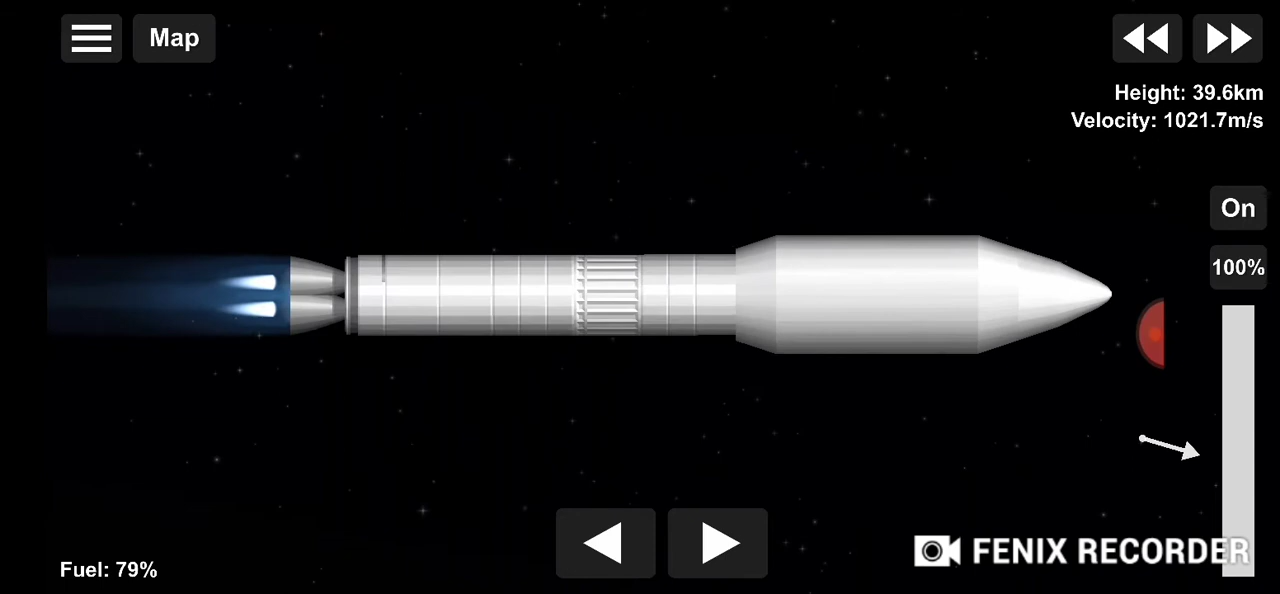 Map
Height: 39.6km
Velocity: 1021.7m/s
On
100%
FENIX RECORDER
Fuel: 79%